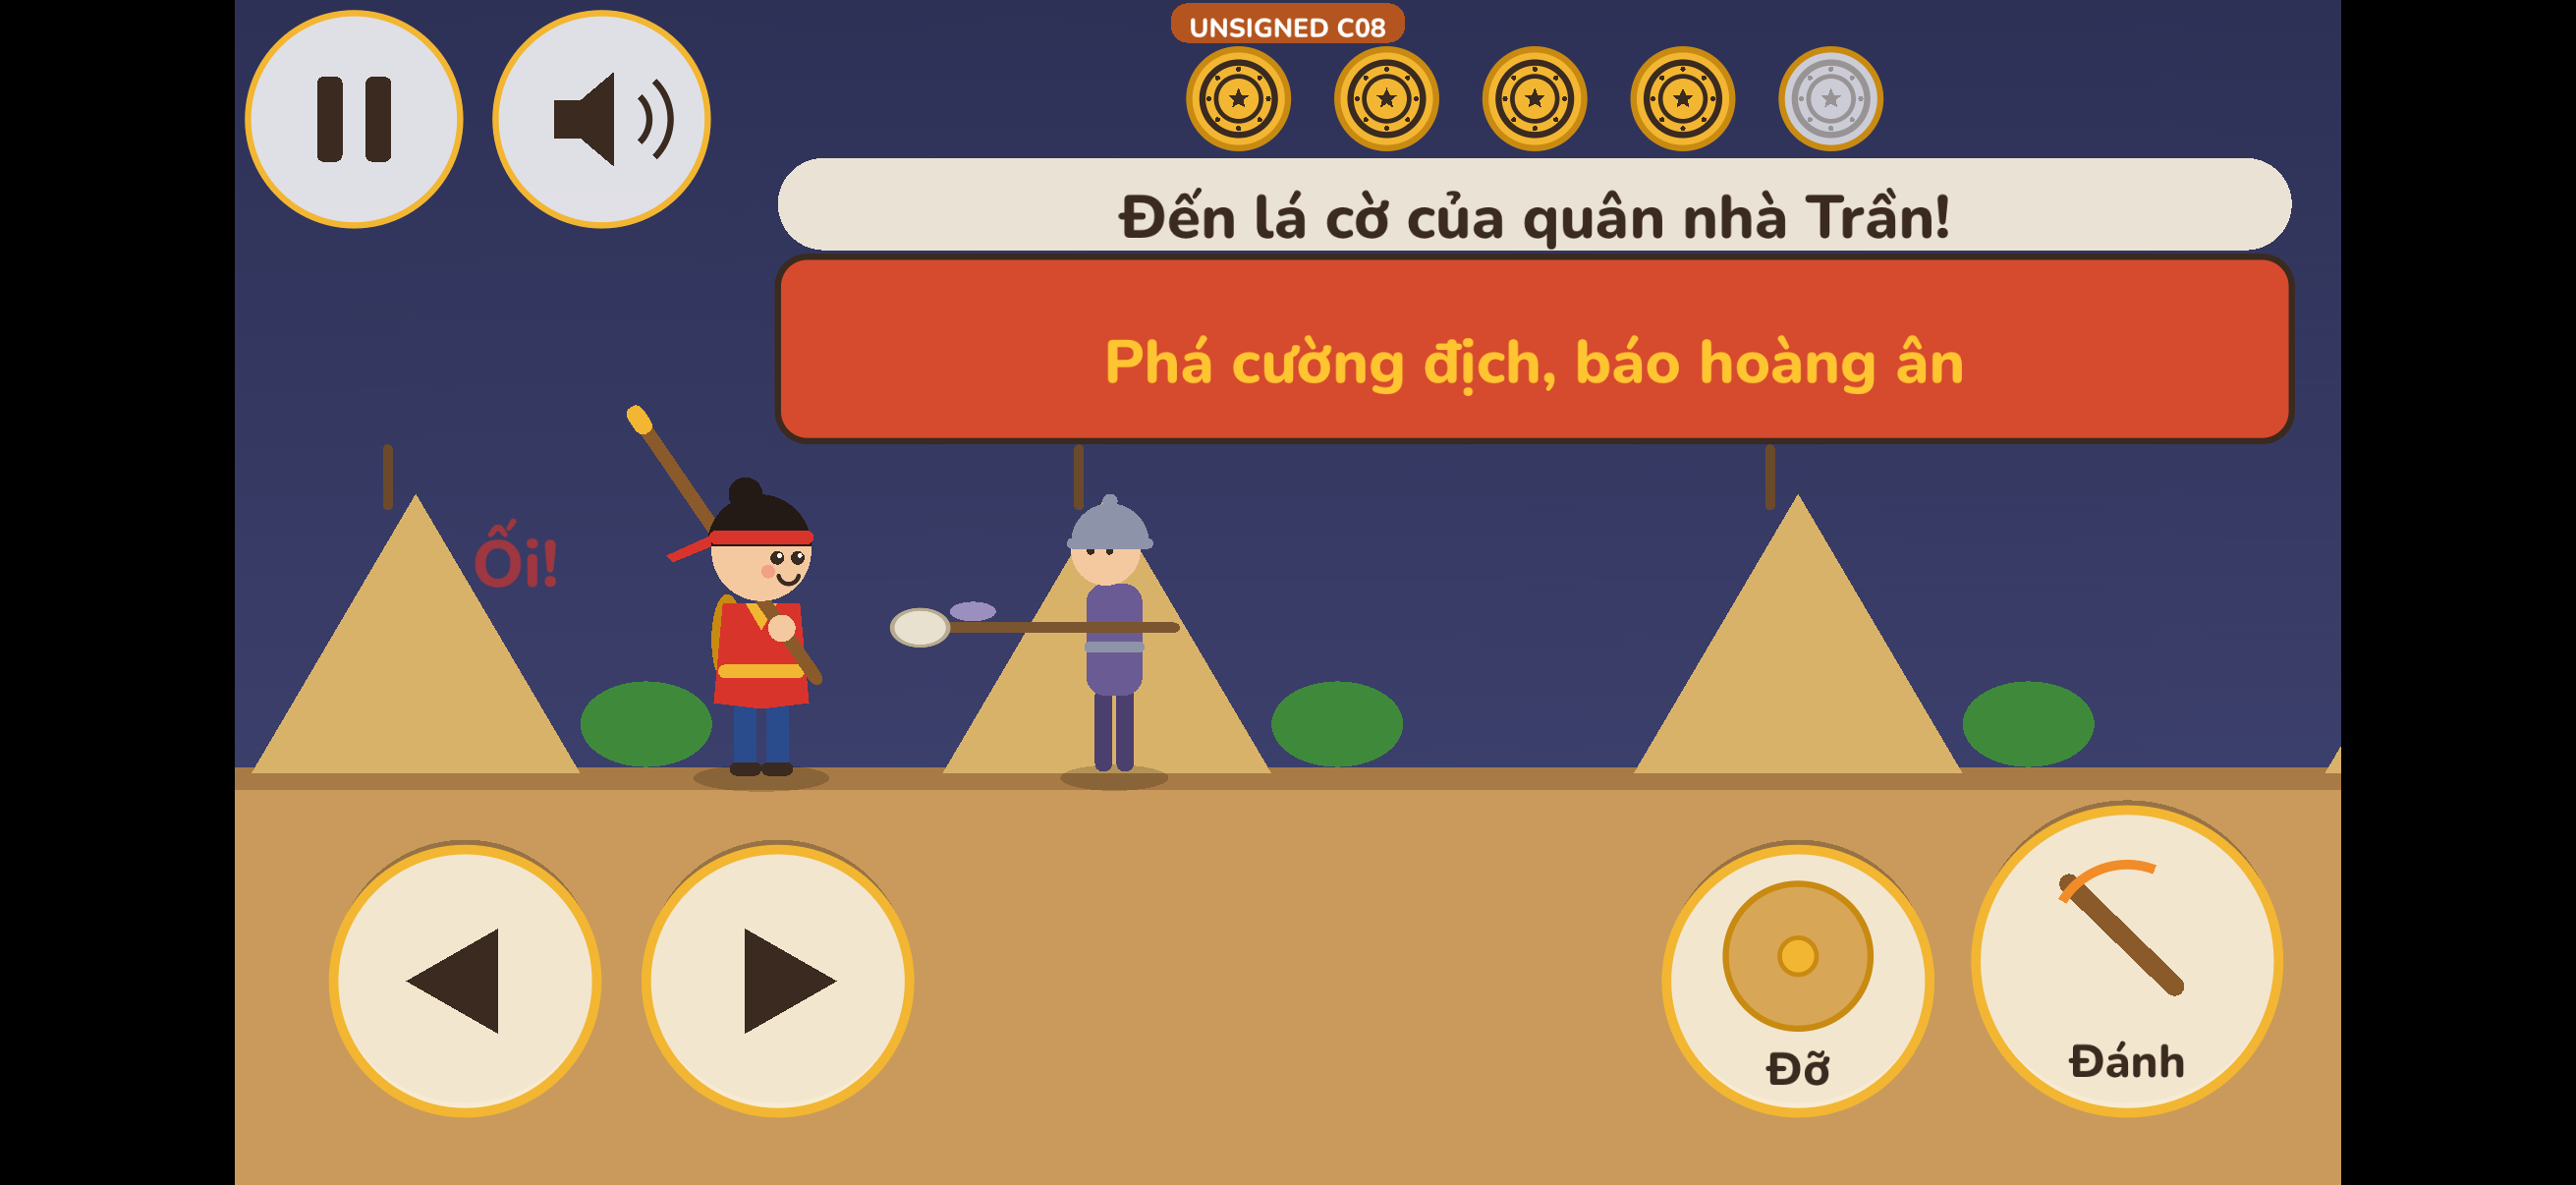 UNSIGNED C08
Đến lá cờ của quân nhà Trần!
Phá cường địch, báo hoàng ân
Ối!
Đỡ
Đánh